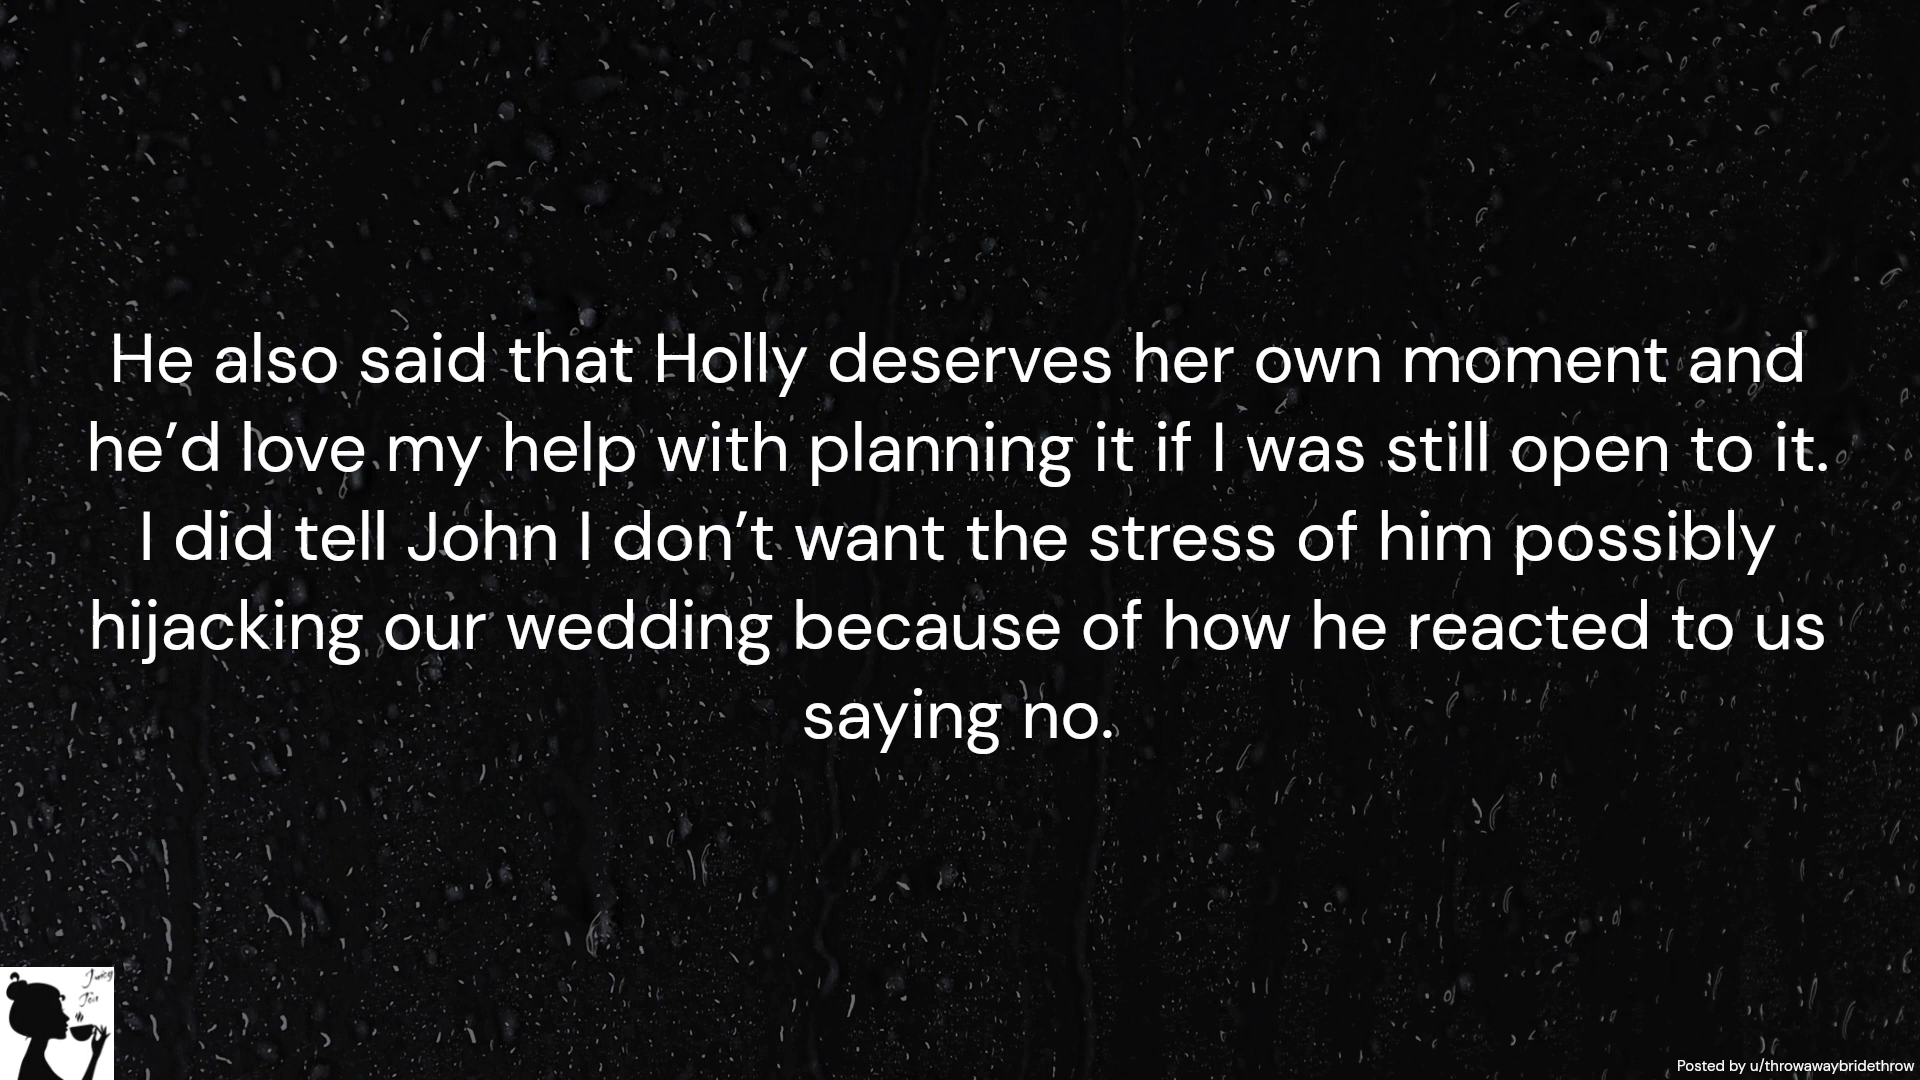 He also said that Holly deserves her own moment and
he’d love my help with planning it if I was still open to it.
I did tell John I don’t want the stress of him possibly
hijacking our wedding because of how he reacted to us
saying no.
Juicy
Posted by u/throwawaybridethrow